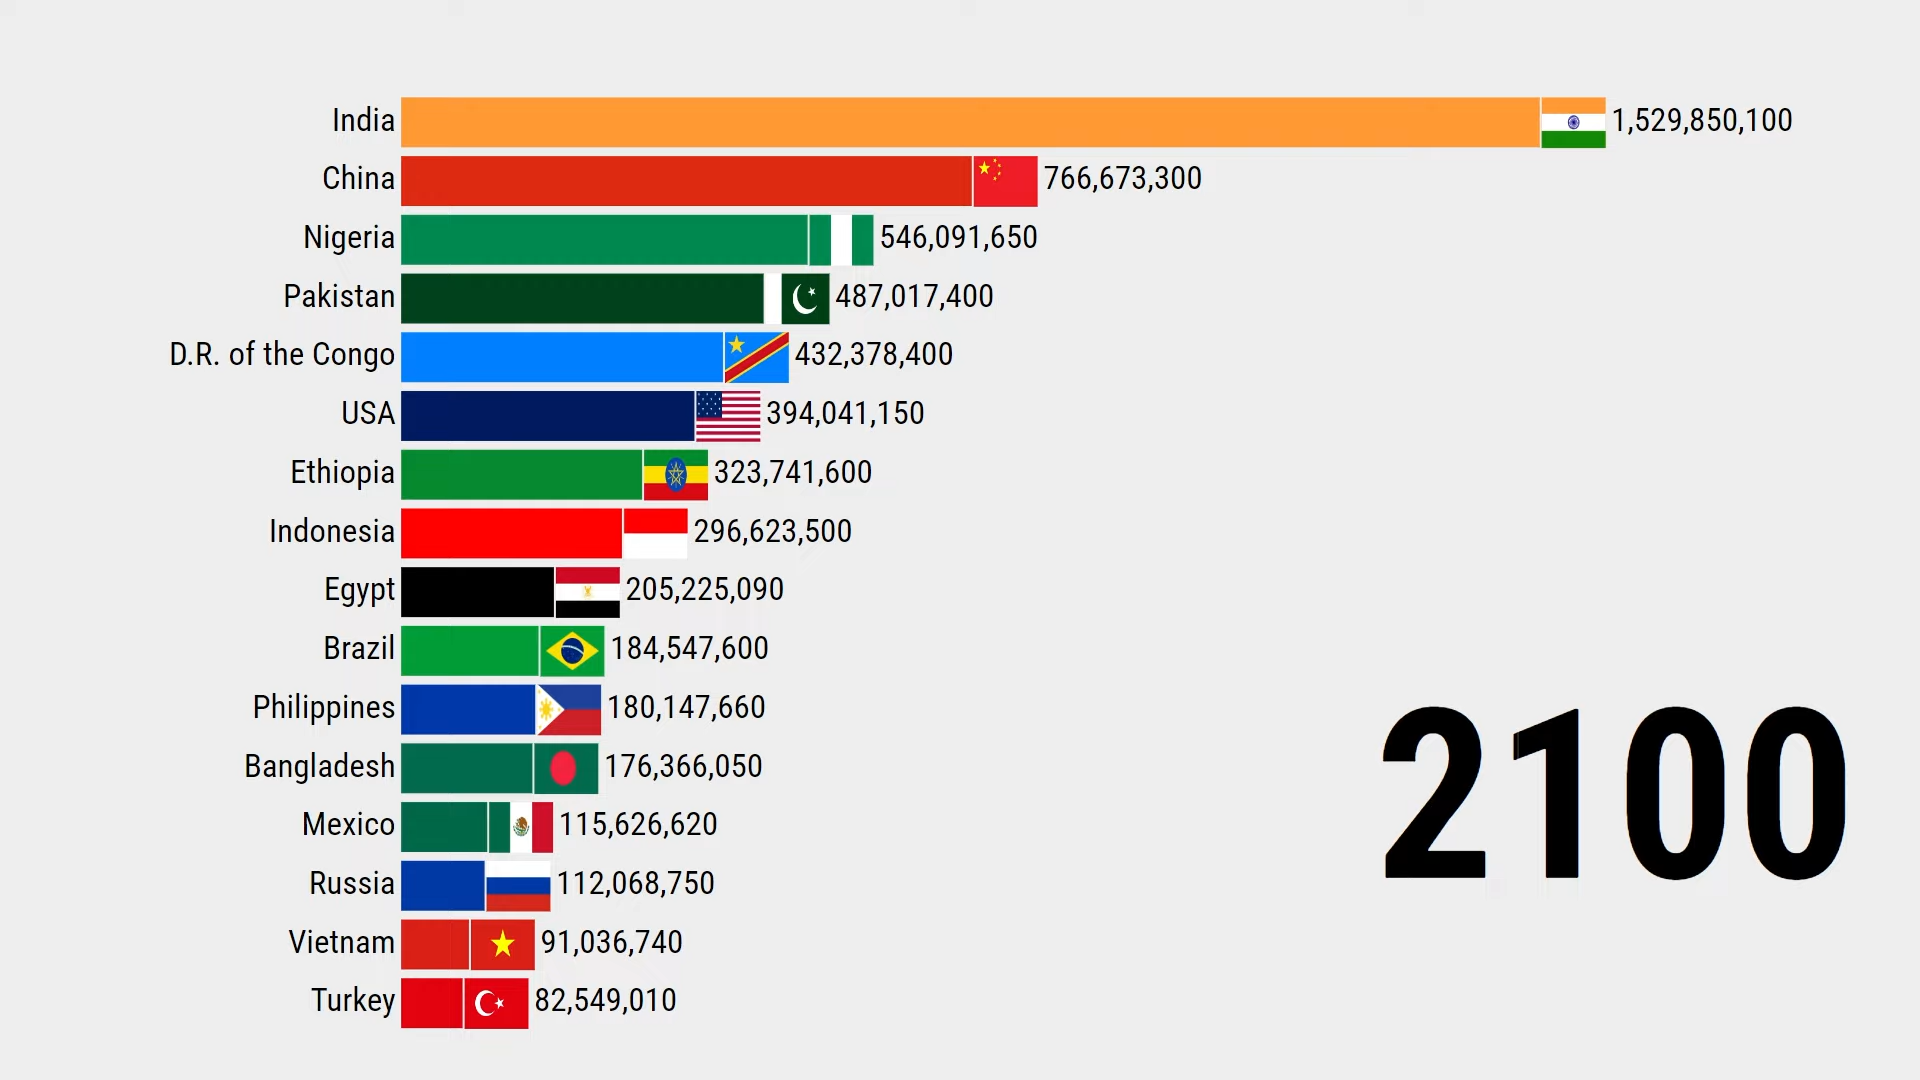 India 1,529,850,100
China 766,673,300
Nigeria 546,091,650
Pakistan 487,017,400
D.R. of the Congo 432,378,400
USA 394,041,150
Ethiopia 323,741,600
Indonesia 296,623,500
Egypt 205,225,090
Brazil 184,547,600
Philippines 180,147,660
Bangladesh 176,366,050
Mexico 115,626,620
Russia 112,068,750
Vietnam 91,036,740
Turkey 82,549,010
2100